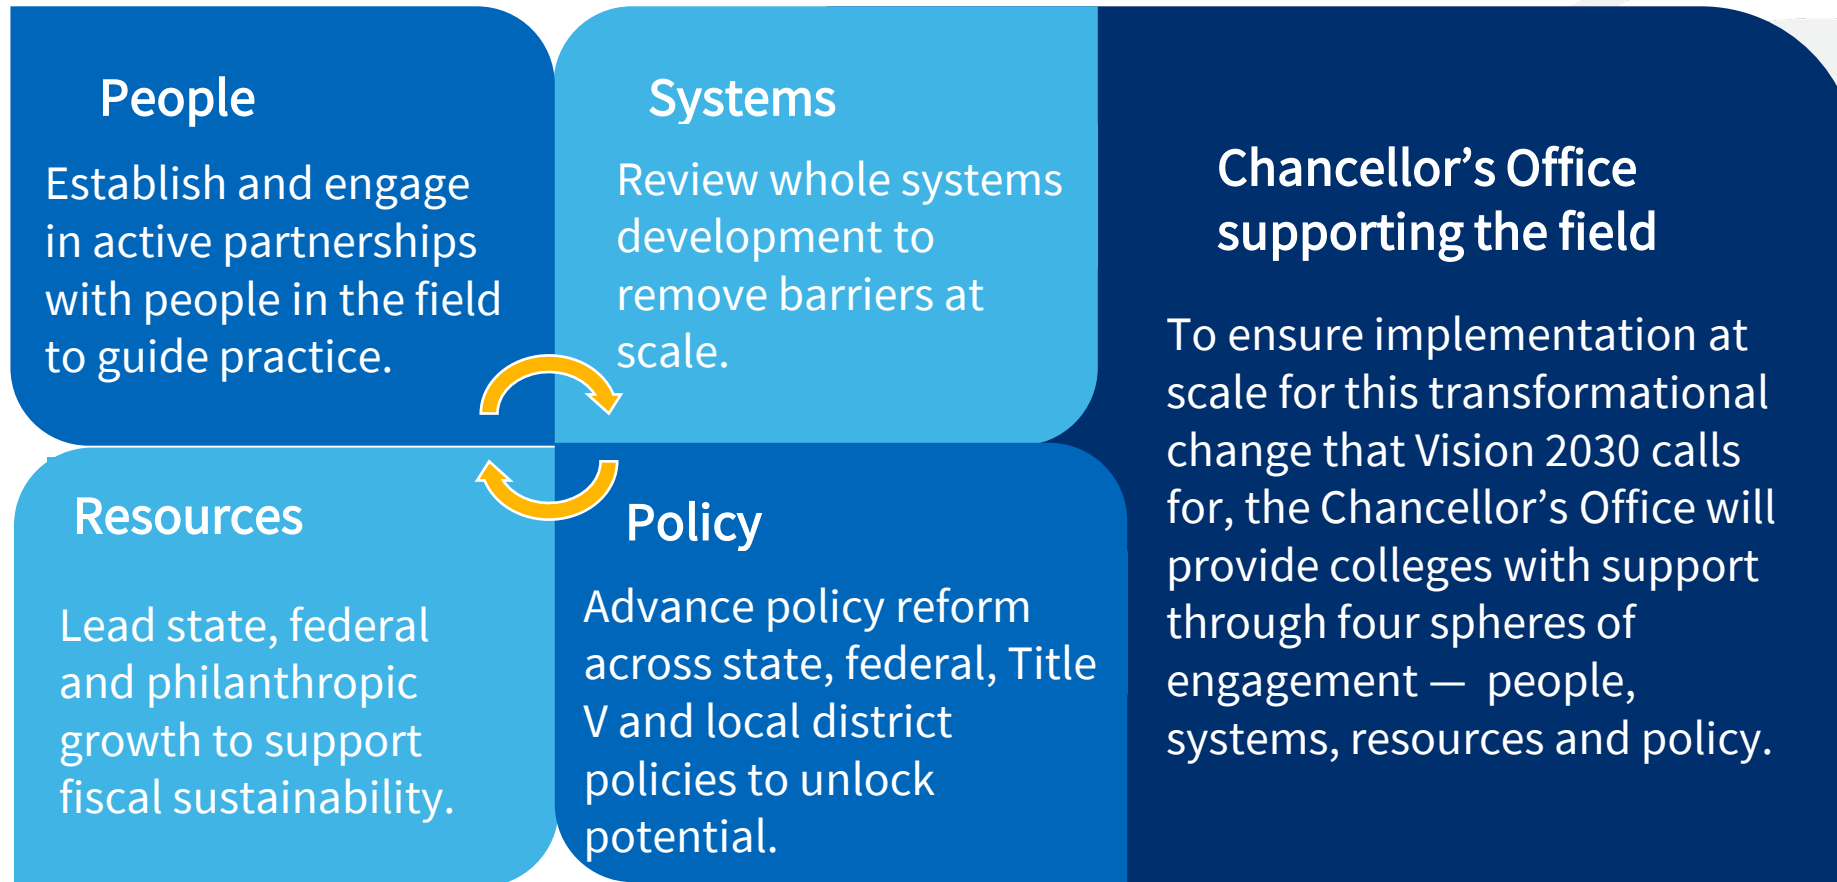 People
Establish and engage
in active partnerships
with people in the field
to guide practice.
Systems
Review whole systems
development to
remove barriers at
scale.
Resources
Lead state, federal
and philanthropic
growth to support
fiscal sustainability.
Policy
Advance policy reform
across state, federal, Title
V and local district
policies to unlock
potential.
Chancellor’s Office
supporting the field
To ensure implementation at
scale for this transformational
change that Vision 2030 calls
for, the Chancellor’s Office will
provide colleges with support
through four spheres of
engagement — people,
systems, resources and policy.